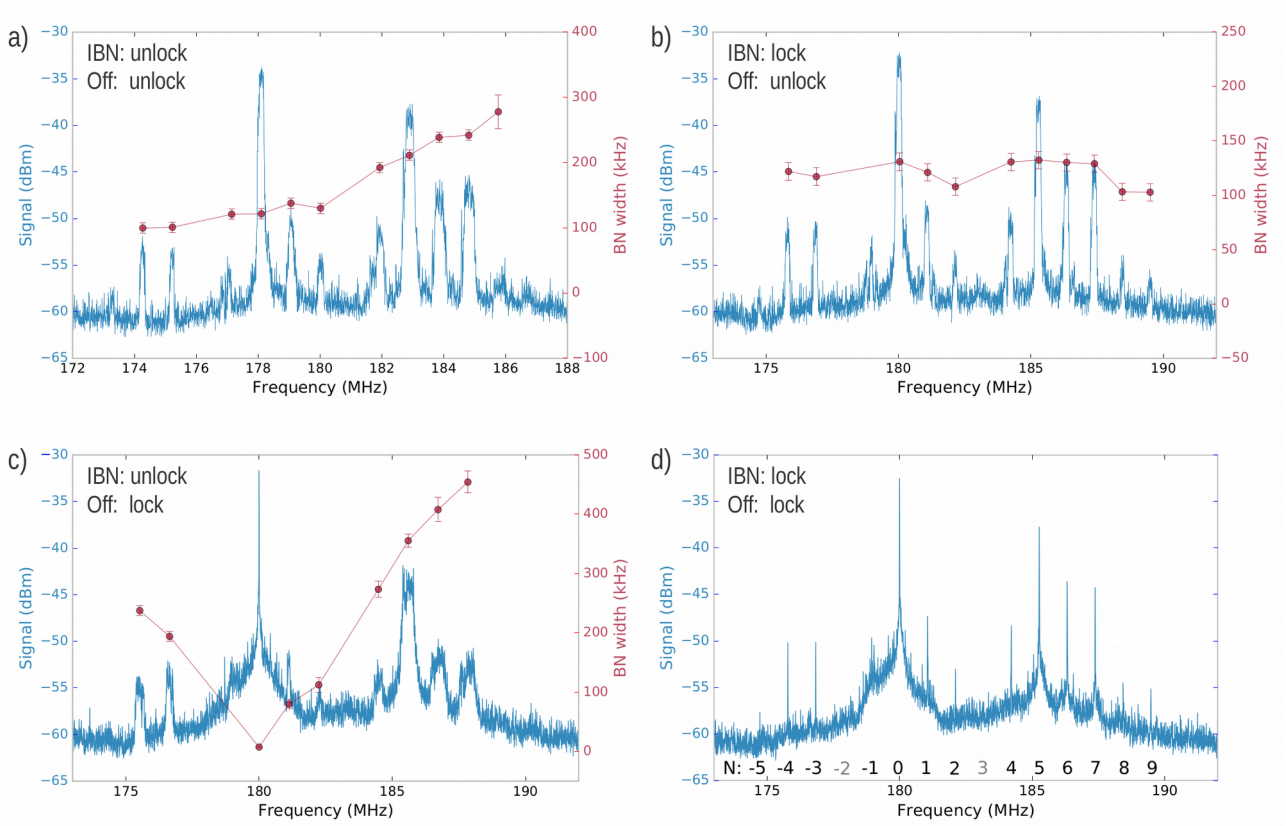 a)
IBN: unlock
Off: unlock
−30
−35
−40
−45
−50
−55
−60
−65
Signal (dBm)
400
300
200
100
0
−100
BN width (kHz)
172 174 176 178 180 182 184 186 188
Frequency (MHz)
b)
IBN: lock
Off: unlock
−30
−35
−40
−45
−50
−55
−60
−65
Signal (dBm)
250
200
150
100
50
0
−50
BN width (kHz)
175 180 185 190
Frequency (MHz)
c)
IBN: unlock
Off: lock
−30
−35
−40
−45
−50
−55
−60
−65
Signal (dBm)
500
400
300
200
100
0
BN width (kHz)
175 180 185 190
Frequency (MHz)
d)
IBN: lock
Off: lock
−30
−35
−40
−45
−50
−55
−60
−65
Signal (dBm)
N: -5 -4 -3 -2 -1 0 1 2 3 4 5 6 7 8 9
175 180 185 190
Frequency (MHz)